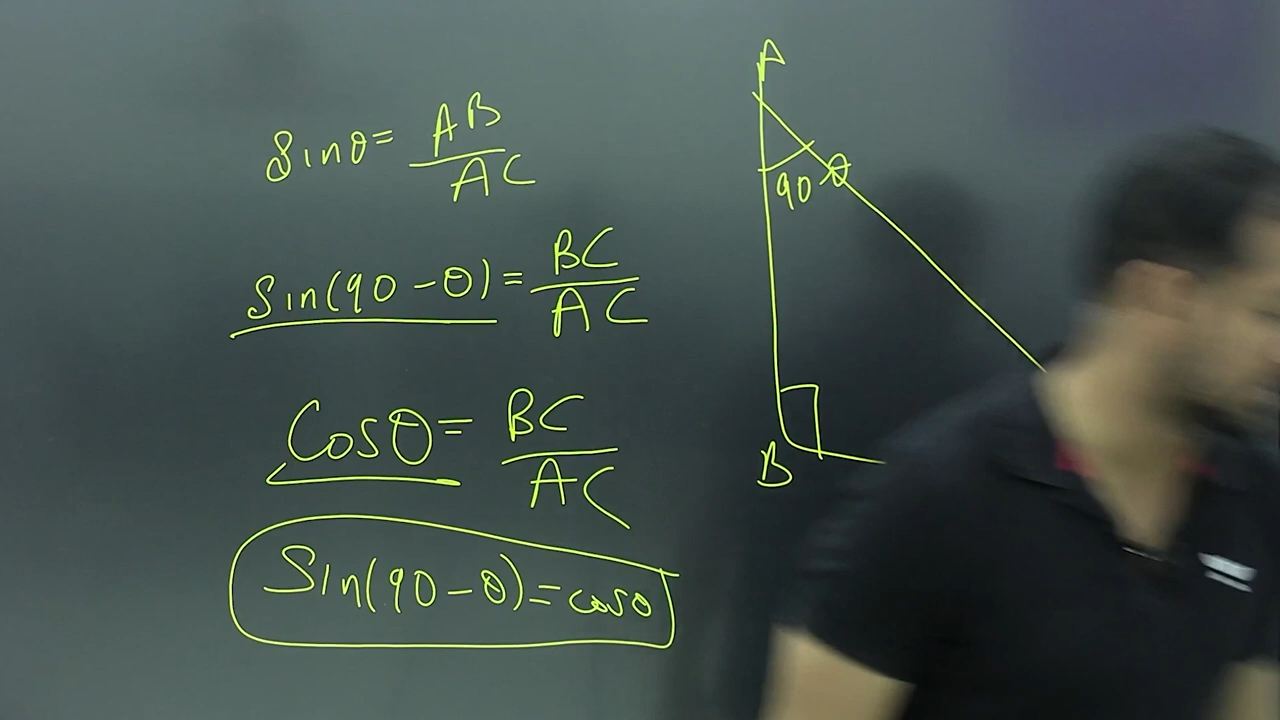 sinθ = AB/AC
sin(90 - θ) = BC/AC
Cosθ = BC/AC
Sin(90 - θ) = cosθ
A
90
θ
B